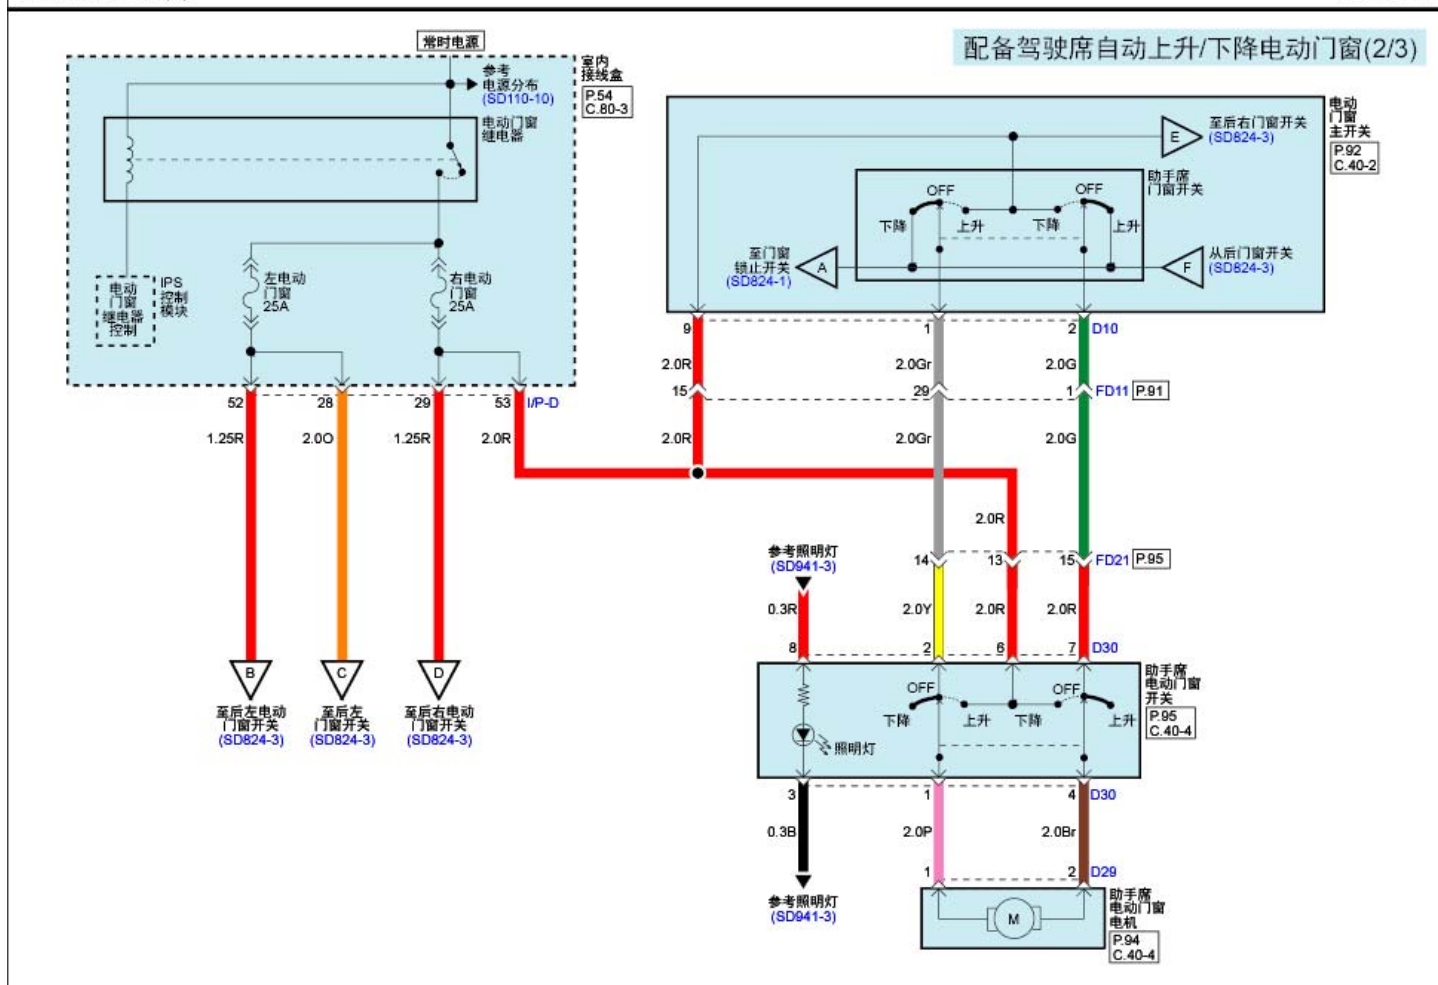 配备驾驶席自动上升/下降电动门窗(2/3)
常时电源
参考
电源分布
(SD110-10)
室内
接线盒
P.54
C.80-3
电动门窗
继电器
电动
门窗
继电器
控制
IPS
控制
模块
左电动
门窗
25A
右电动
门窗
25A
52
28
29
53
I/P-D
1.25R
2.0O
1.25R
2.0R
B
C
D
至后左电动
门窗开关
(SD824-3)
至后左
门窗开关
(SD824-3)
至后右电动
门窗开关
(SD824-3)
电动
门窗
主开关
P.92
C.40-2
E
至后右门窗开关
(SD824-3)
助手席
门窗开关
OFF
OFF
下降
上升
下降
上升
至门窗
锁止开关
(SD824-1)
A
F
从后门窗开关
(SD824-3)
9
1
2
D10
2.0R
2.0Gr
2.0G
15
29
1
FD11
P.91
2.0R
2.0Gr
2.0G
2.0R
参考照明灯
(SD941-3)
14
13
15
FD21
P.95
0.3R
2.0Y
2.0R
2.0R
8
2
6
7
D30
助手席
电动门窗
开关
P.95
C.40-4
OFF
OFF
下降
上升
下降
上升
照明灯
3
1
4
D30
0.3B
2.0P
2.0Br
1
2
D29
参考照明灯
(SD941-3)
M
助手席
电动门窗
电机
P.94
C.40-4